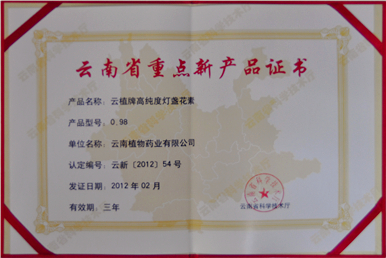 云南省重点新产品证书
产品名称：云植牌高纯度灯盏花素
产品型号：0.98
单位名称：云南植物药业有限公司
认定编号：云新〔2012〕54号
发证日期：2012年02月
有效期：三年
云南省科学技术厅